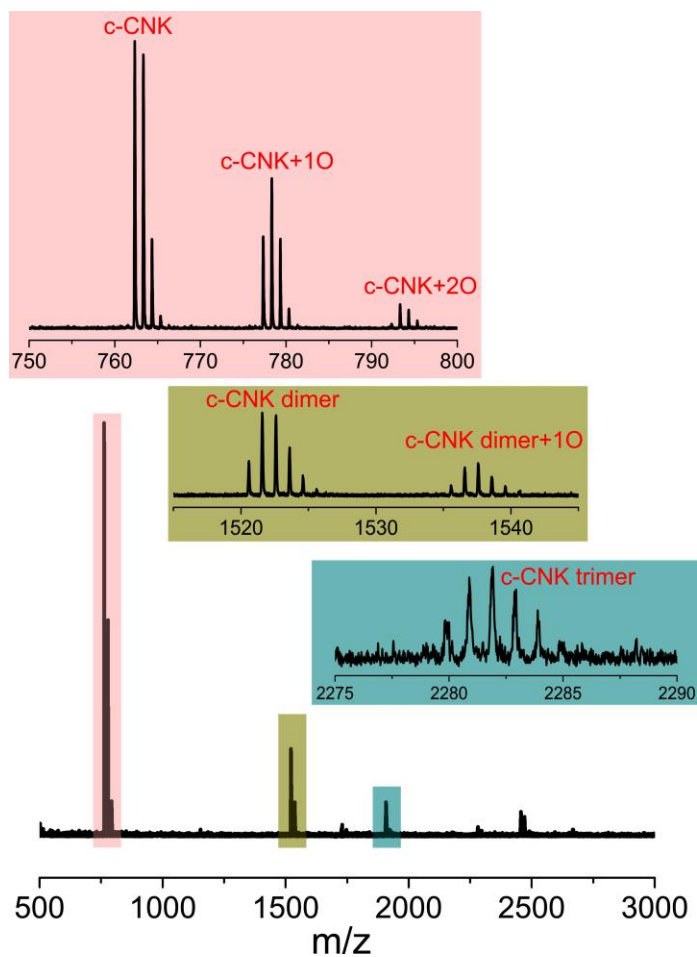 c-CNK
c-CNK+1O
c-CNK+2O
750 760 770 780 790 800
c-CNK dimer
c-CNK dimer+1O
1520 1530 1540
c-CNK trimer
2275 2280 2285 2290
500 1000 1500 2000 2500 3000
m/z